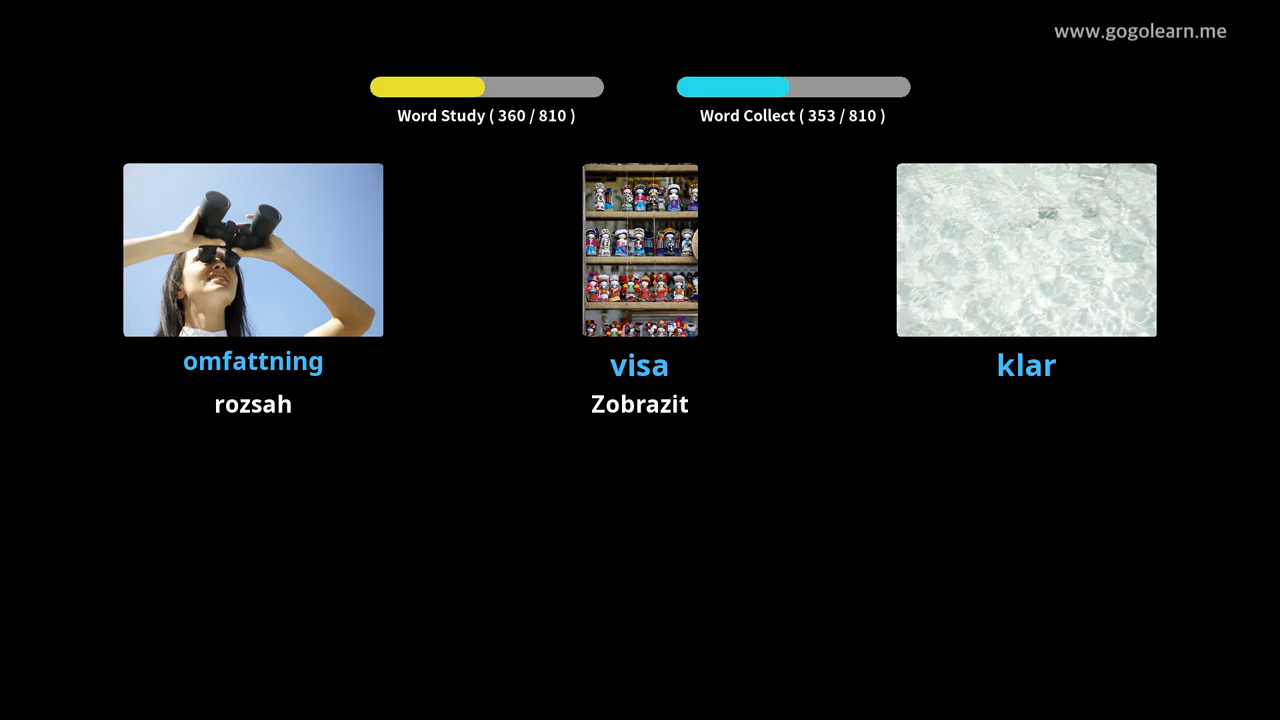 www.gogolearn.me
Word Study ( 360 / 810 )
Word Collect ( 353 / 810 )
omfattning
visa
klar
rozsah
Zobrazit